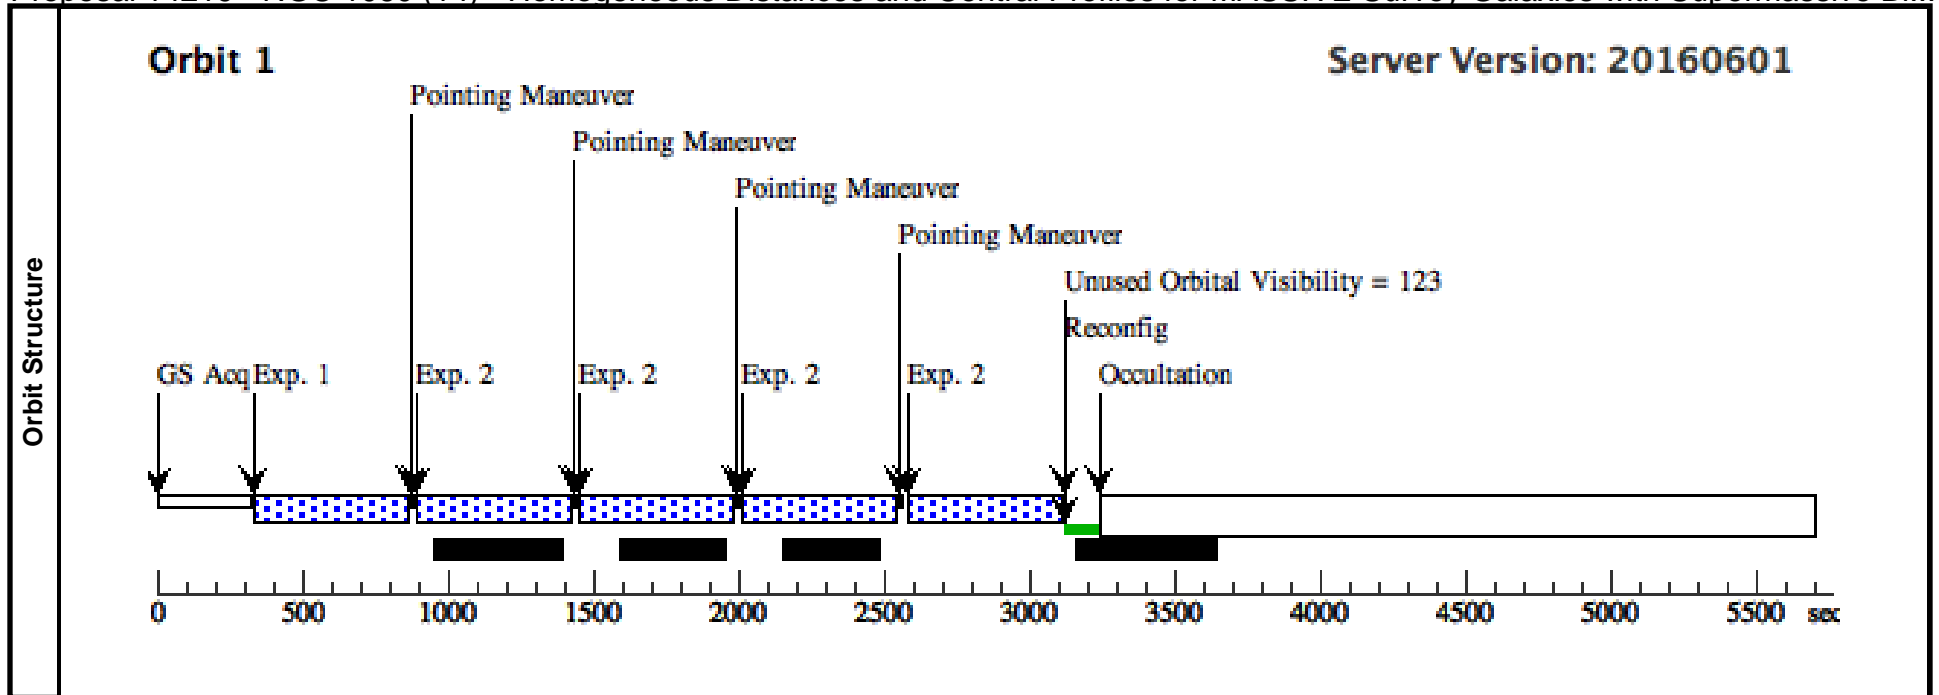 Orbit Structure
Orbit 1
Server Version: 20160601
Pointing Maneuver
Pointing Maneuver
Pointing Maneuver
Pointing Maneuver
Unused Orbital Visibility = 123
Reconfig
GS Acq Exp. 1 Exp. 2 Exp. 2 Exp. 2 Exp. 2 Occultation
0 500 1000 1500 2000 2500 3000 3500 4000 4500 5000 5500 sec